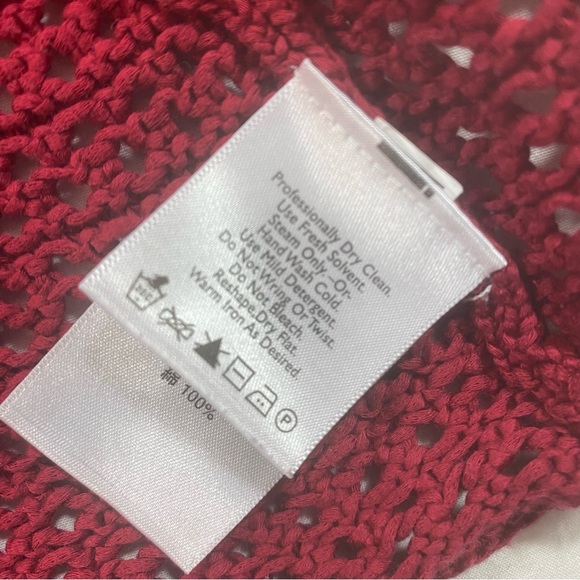 Professionally Dry Clean.
Use Fresh Solvent.
Steam Only -Or-
Hand Wash Cold.
Use Mild Detergent.
Do Not Wring Or Twist.
Do Not Bleach.
Reshape,Dry Flat.
Warm Iron As Desired.
P
綿 100%